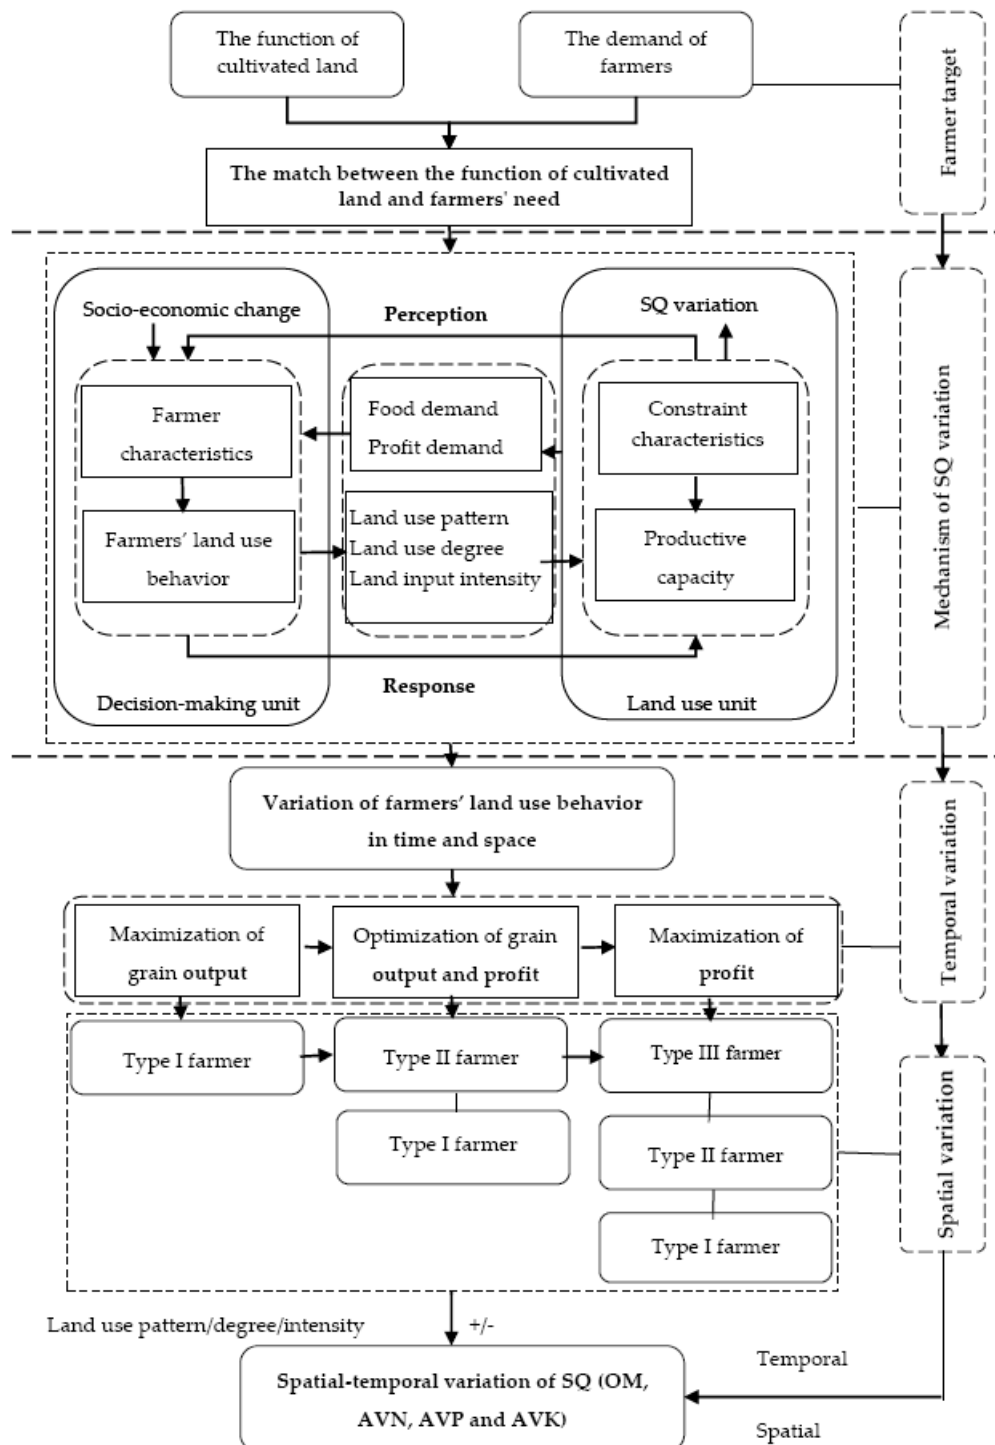 The function of
cultivated land
The demand of
farmers
Farmer target
The match between the function of cultivated
land and farmers' need
Socio-economic change
Perception
SQ variation
Farmer
characteristics
Food demand
Profit demand
Constraint
characteristics
Farmers’ land use
behavior
Land use pattern
Land use degree
Land input intensity
Productive
capacity
Response
Decision-making unit
Land use unit
Mechanism of SQ variation
Variation of farmers’ land use behavior
in time and space
Temporal variation
Maximization of
grain output
Optimization of grain
output and profit
Maximization of
profit
Type I farmer
Type II farmer
Type III farmer
Type I farmer
Type II farmer
Type I farmer
Spatial variation
Land use pattern/degree/intensity
+/-
Spatial-temporal variation of SQ (OM,
AVN, AVP and AVK)
Temporal
Spatial